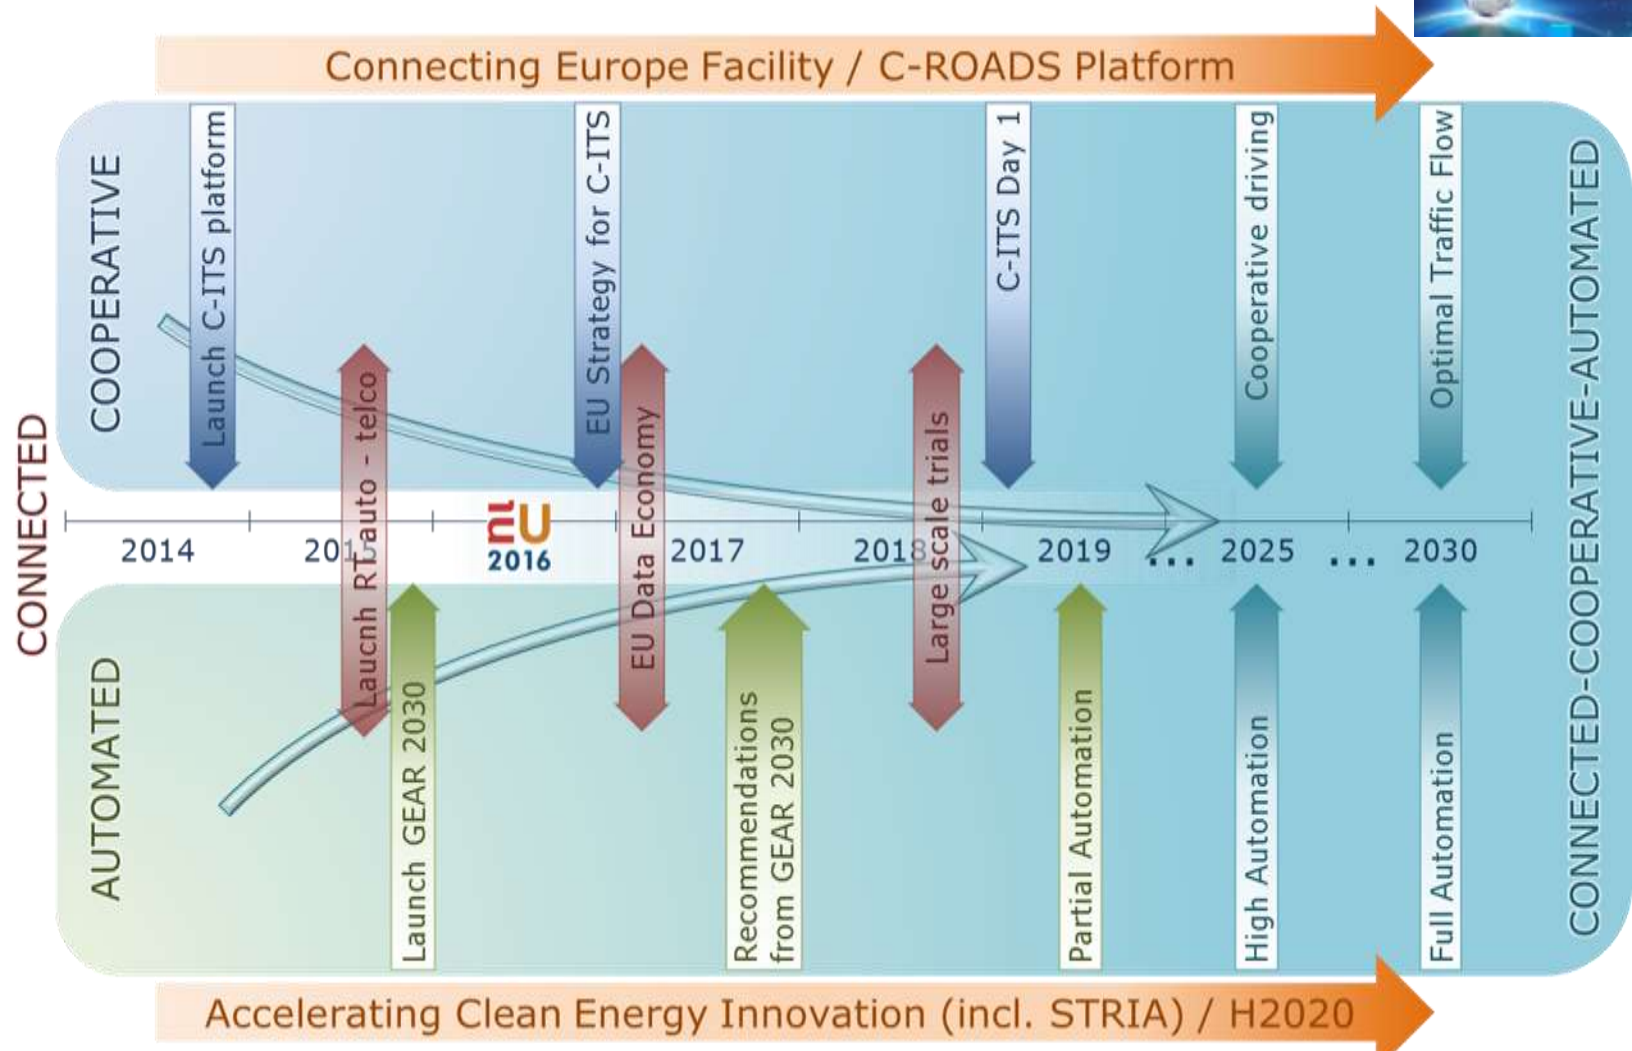 Connecting Europe Facility / C-ROADS Platform
CONNECTED
COOPERATIVE
Launch C-ITS platform
EU Strategy for C-ITS
C-ITS Day 1
Cooperative driving
Optimal Traffic Flow
Laucnh RT auto - telco
EU Data Economy
Large scale trials
2014
2015
nl
U
2016
2017
2018
2019
...
2025
...
2030
AUTOMATED
Launch GEAR 2030
Recommendations
from GEAR 2030
Partial Automation
High Automation
Full Automation
CONNECTED-COOPERATIVE-AUTOMATED
Accelerating Clean Energy Innovation (incl. STRIA) / H2020